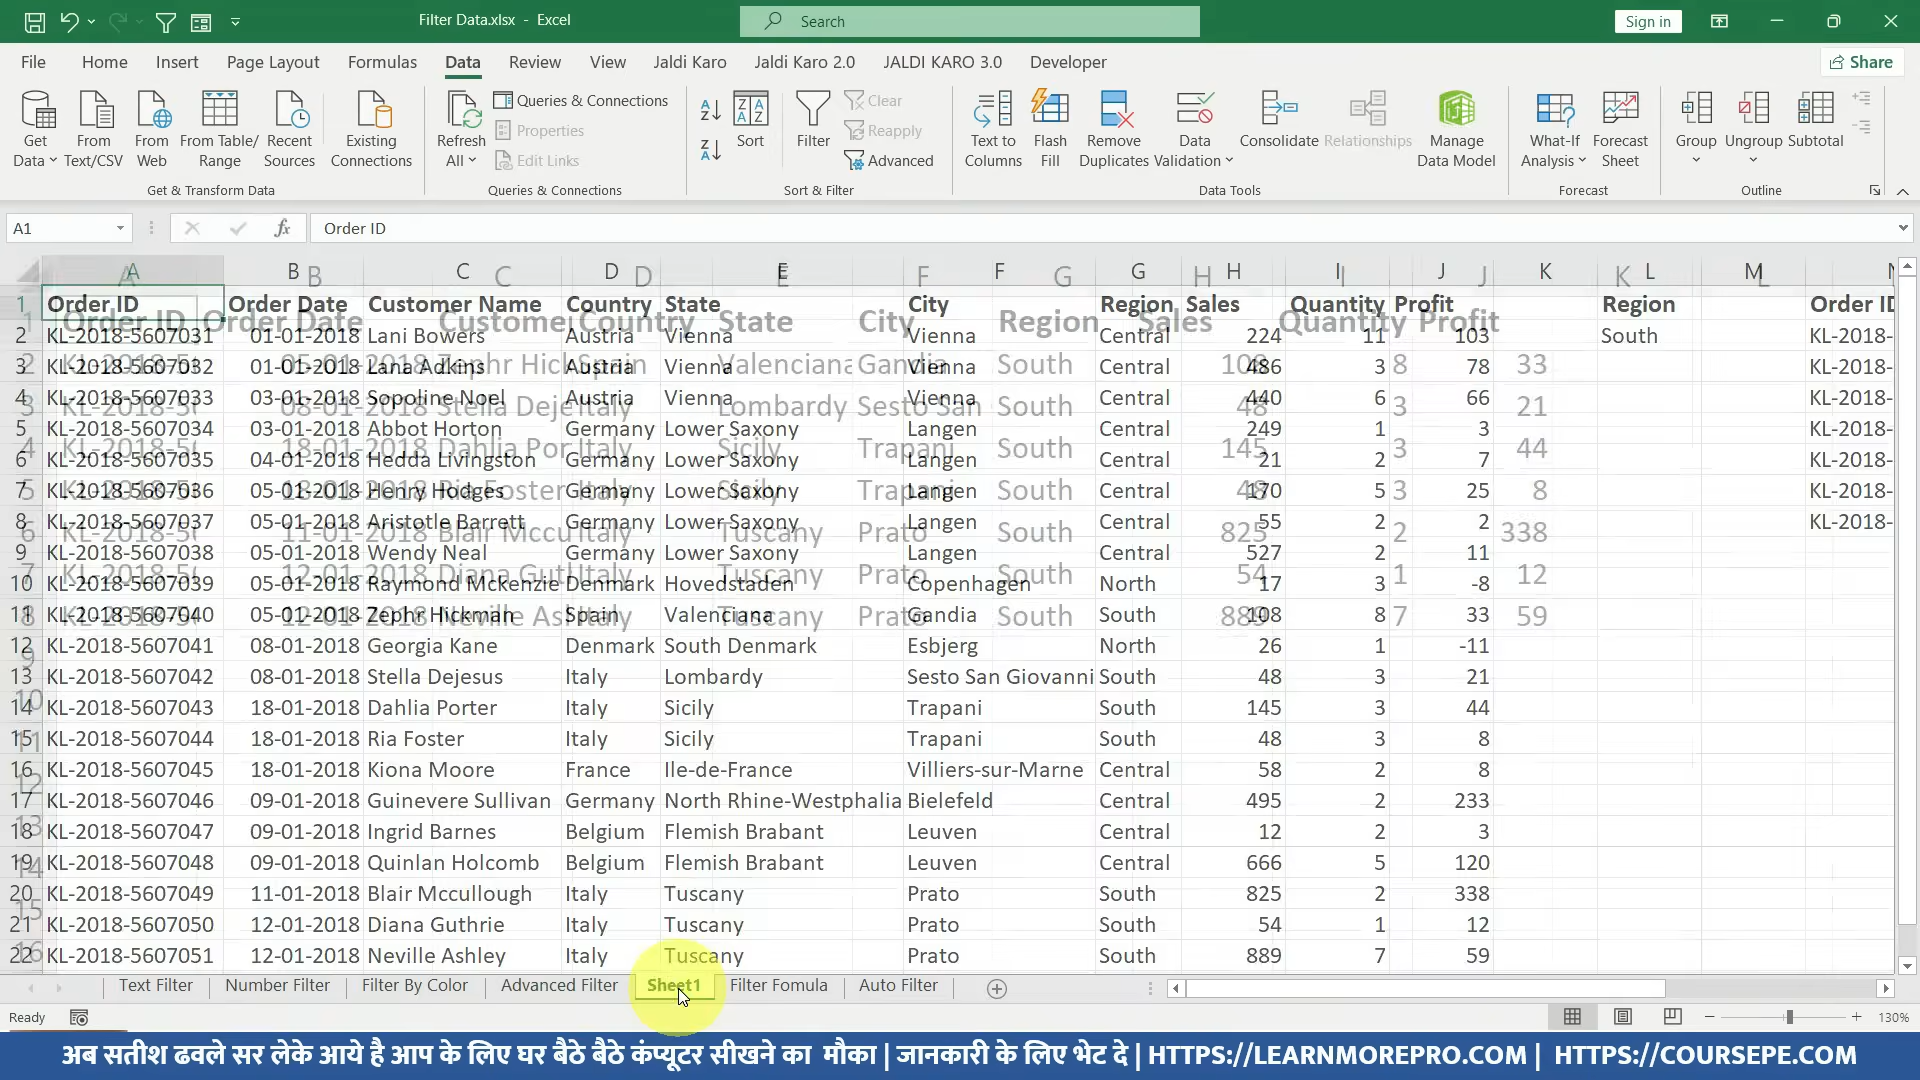 Filter Data.xlsx - Excel
Search
Sign in
File Home Insert Page Layout Formulas Data Review View Jaldi Karo Jaldi Karo 2.0 JALDI KARO 3.0 Developer
Share
Get Data From Text/CSV From Web From Table/ Range Recent Sources Existing Connections
Refresh All Queries & Connections Properties Edit Links
Sort Filter Clear Reapply Advanced
Text to Columns Flash Fill Remove Duplicates Data Validation Consolidate Relationships Manage Data Model
What-If Analysis Forecast Sheet Group Ungroup Subtotal
Get & Transform Data Queries & Connections Sort & Filter Data Tools Forecast Outline
A1 fx Order ID
A B C D E F G H I J K L M
1 Order ID Order Date Customer Name Country State City Region Sales Quantity Profit Region Order ID
2 KL-2018-5607031 01-01-2018 Lani Bowers Austria Vienna Vienna Central 224 11 103 South KL-2018-
3 KL-2018-5607032 01-01-2018 Lana Adkins Austria Vienna Vienna Central 486 3 78 KL-2018-
4 KL-2018-5607033 03-01-2018 Sopoline Noel Austria Vienna Vienna Central 440 6 66 KL-2018-
5 KL-2018-5607034 03-01-2018 Abbot Horton Germany Lower Saxony Langen Central 249 1 3 KL-2018-
6 KL-2018-5607035 04-01-2018 Hedda Livingston Germany Lower Saxony Langen Central 21 2 7 KL-2018-
7 KL-2018-5607036 05-01-2018 Henry Hodges Germany Lower Saxony Langen Central 170 5 25 KL-2018-
8 KL-2018-5607037 05-01-2018 Aristotle Barrett Germany Lower Saxony Langen Central 55 2 2 KL-2018-
9 KL-2018-5607038 05-01-2018 Wendy Neal Germany Lower Saxony Langen Central 527 2 11
10 KL-2018-5607039 05-01-2018 Raymond Mckenzie Denmark Hovedstaden Copenhagen North 17 3 -8
11 KL-2018-5607040 05-01-2018 Zephr Hickman Spain Valenciana Gandia South 108 8 33
12 KL-2018-5607041 08-01-2018 Georgia Kane Denmark South Denmark Esbjerg North 26 1 -11
13 KL-2018-5607042 08-01-2018 Stella Dejesus Italy Lombardy Sesto San Giovanni South 48 3 21
14 KL-2018-5607043 18-01-2018 Dahlia Porter Italy Sicily Trapani South 145 3 44
15 KL-2018-5607044 18-01-2018 Ria Foster Italy Sicily Trapani South 48 3 8
16 KL-2018-5607045 18-01-2018 Kiona Moore France Ile-de-France Villiers-sur-Marne Central 58 2 8
17 KL-2018-5607046 09-01-2018 Guinevere Sullivan Germany North Rhine-Westphalia Bielefeld Central 495 2 233
18 KL-2018-5607047 09-01-2018 Ingrid Barnes Belgium Flemish Brabant Leuven Central 12 2 3
19 KL-2018-5607048 09-01-2018 Quinlan Holcomb Belgium Flemish Brabant Leuven Central 666 5 120
20 KL-2018-5607049 11-01-2018 Blair Mccullough Italy Tuscany Prato South 825 2 338
21 KL-2018-5607050 12-01-2018 Diana Guthrie Italy Tuscany Prato South 54 1 12
22 KL-2018-5607051 12-01-2018 Neville Ashley Italy Tuscany Prato South 889 7 59
Text Filter Number Filter Filter By Color Advanced Filter Sheet1 Filter Fomula Auto Filter
Ready 130%
अब सतीश ढवले सर लेके आये है आप के लिए घर बैठे बैठे कंप्यूटर सीखने का मौका | जानकारी के लिए भेट दे | HTTPS://LEARNMOREPRO.COM | HTTPS://COURSEPE.COM